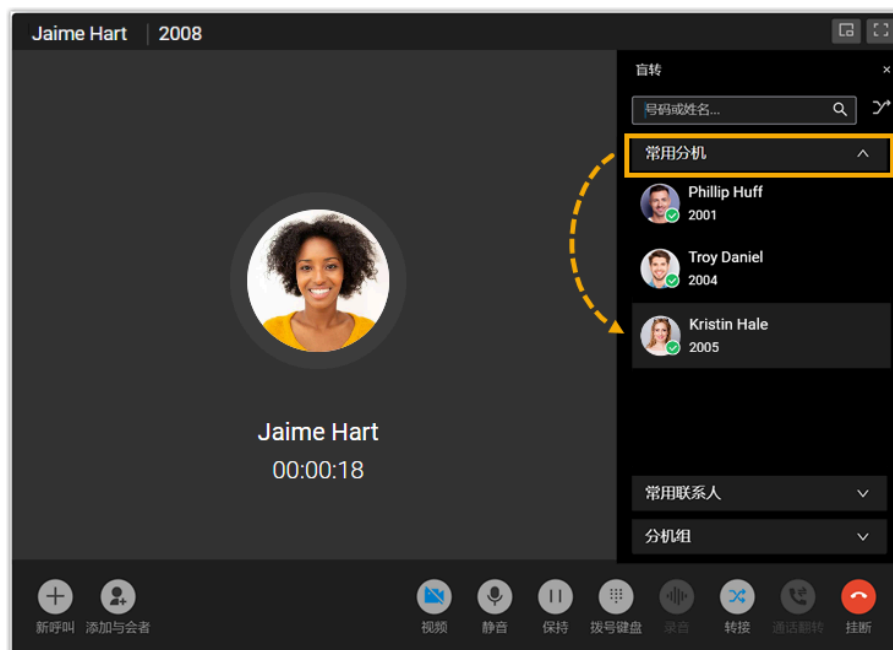 Jaime Hart 2008
盲转
号码或姓名...
常用分机
Phillip Huff
2001
Troy Daniel
2004
Kristin Hale
2005
Jaime Hart
00:00:18
常用联系人
分机组
新呼叫 添加与会者 视频 静音 保持 拨号键盘 录音 转接 通话翻转 挂断